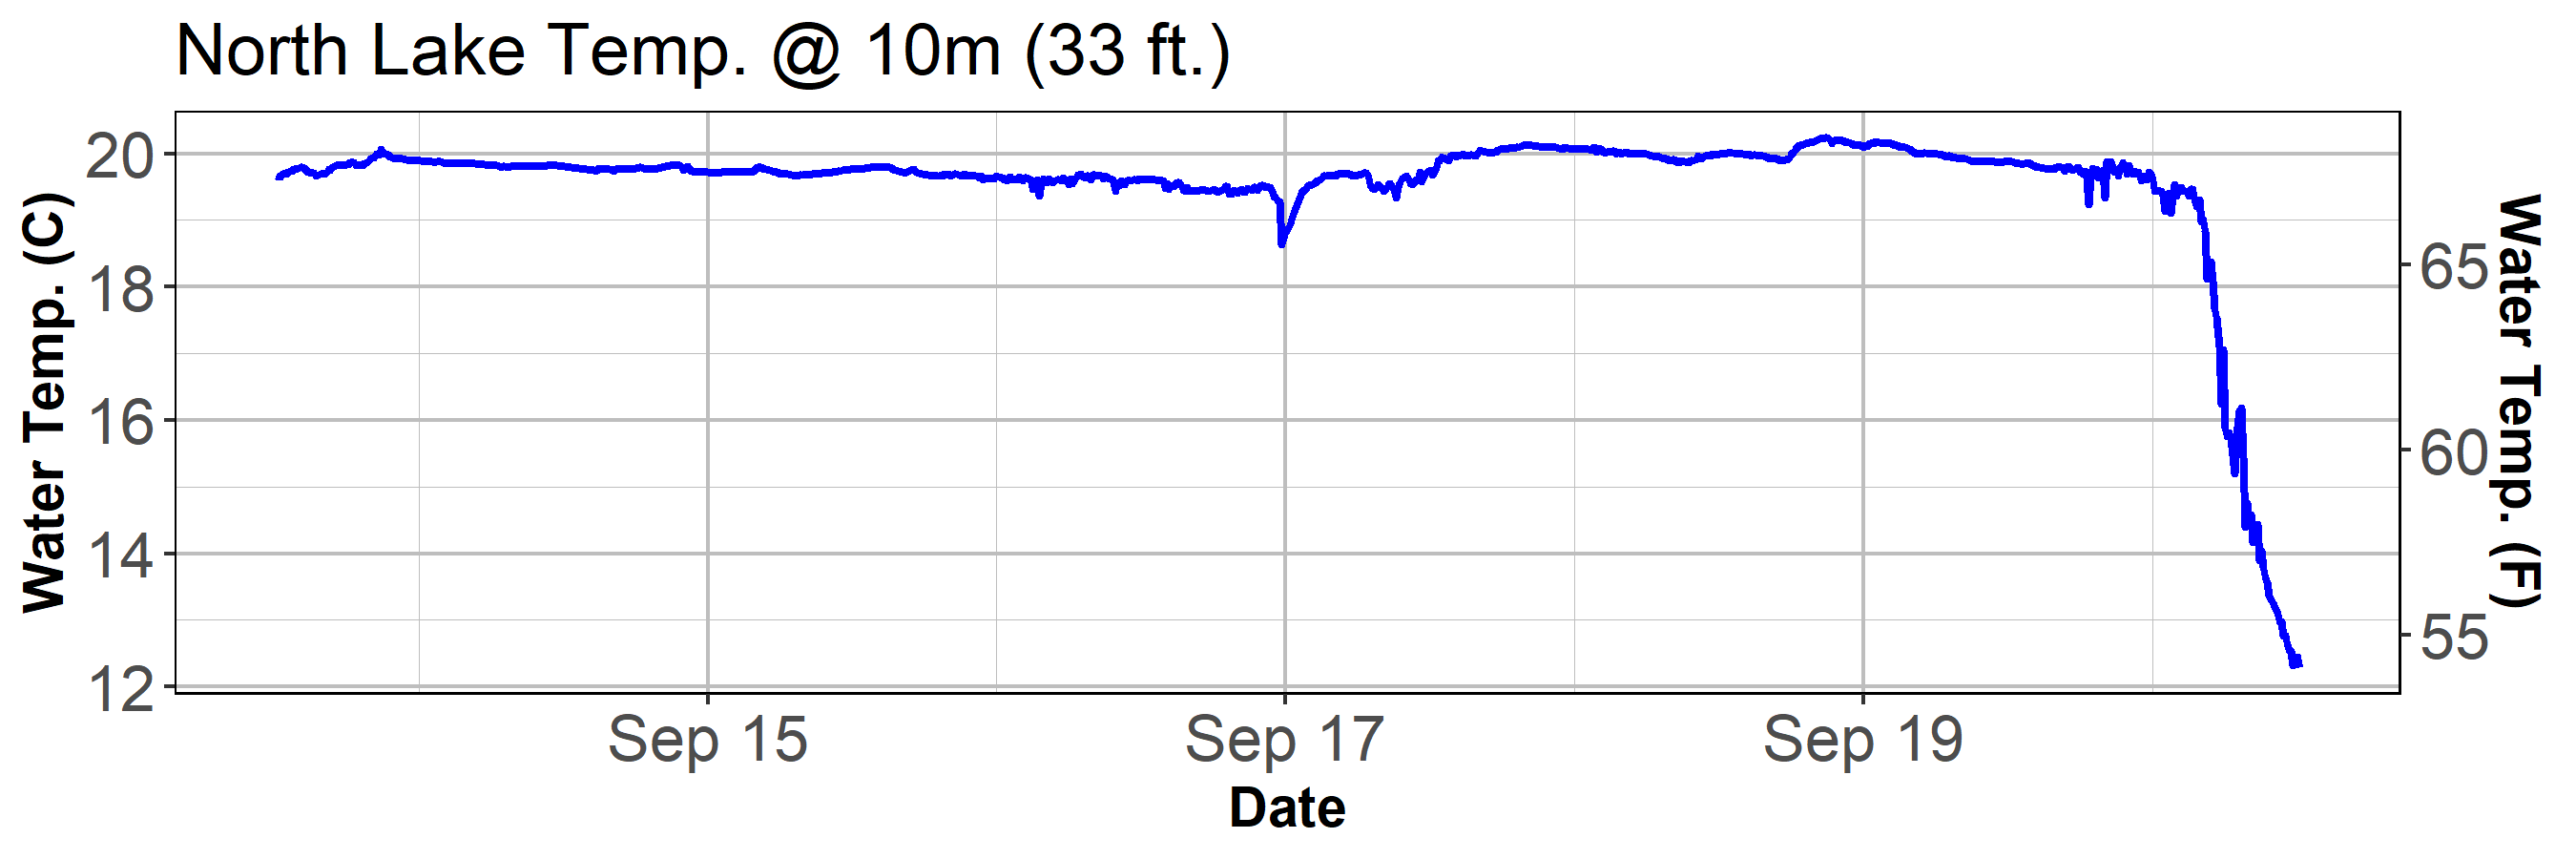 North Lake Temp. @ 10m (33 ft.)
Water Temp. (C)
20
18
16
14
12
65
60
55
Water Temp. (F)
Sep 15
Sep 17
Sep 19
Date